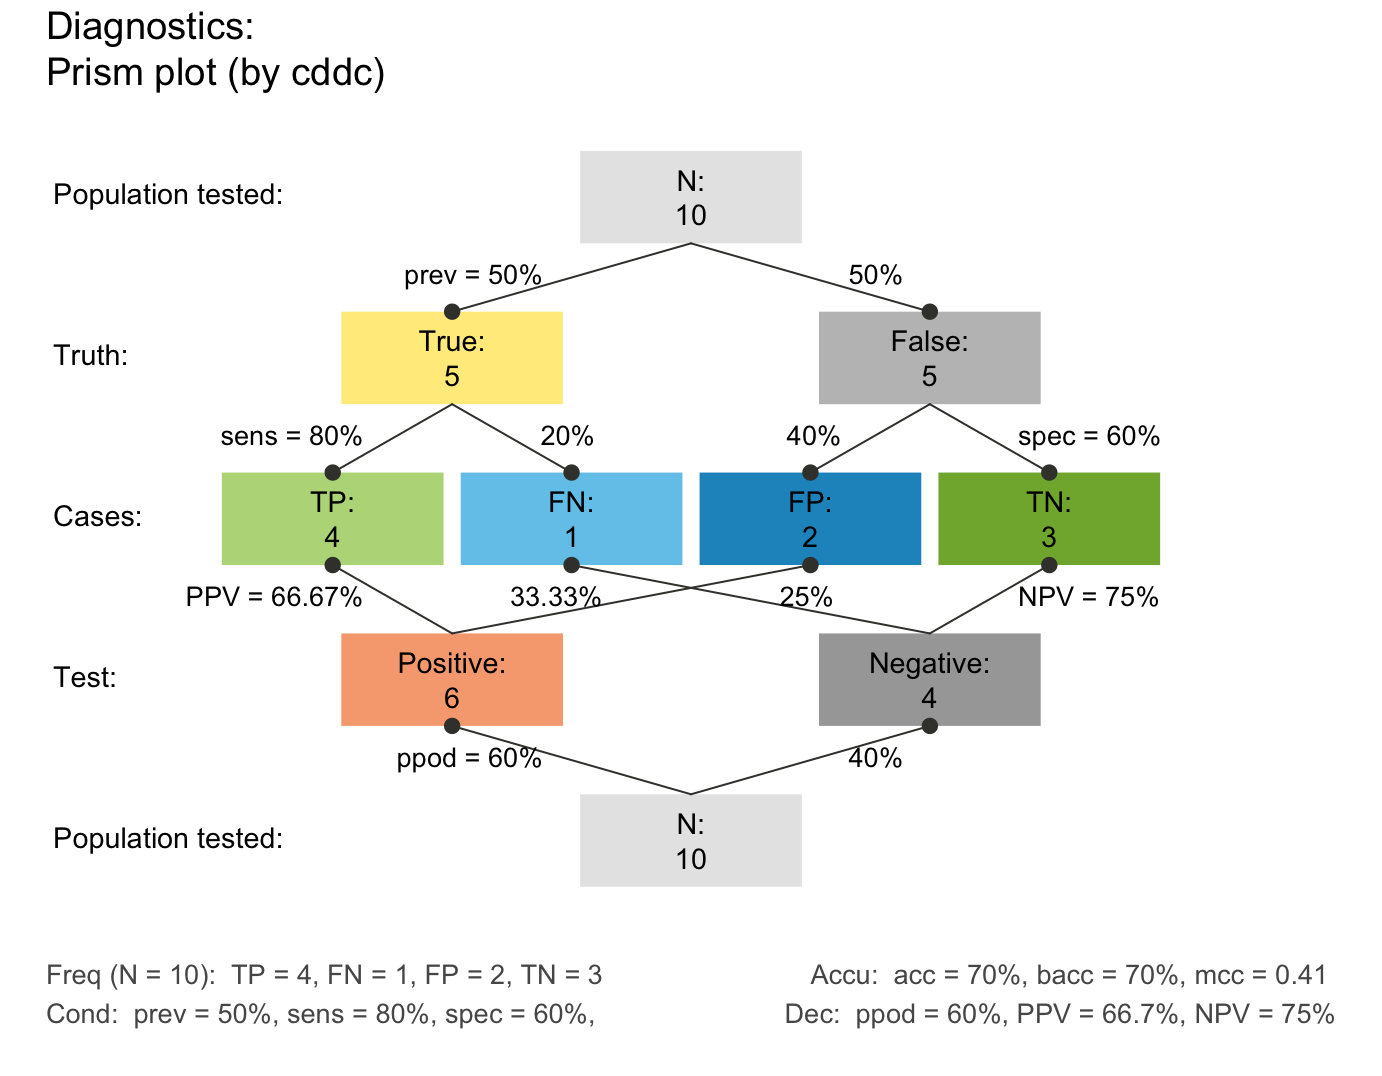 Diagnostics:
Prism plot (by cddc)
Population tested:
N:
10
prev = 50%
50%
Truth:
True:
5
False:
5
sens = 80%
20%
40%
spec = 60%
Cases:
TP:
4
FN:
1
FP:
2
TN:
3
PPV = 66.67%
33.33%
25%
NPV = 75%
Test:
Positive:
6
Negative:
4
ppod = 60%
40%
Population tested:
N:
10
Freq (N = 10):  TP = 4, FN = 1, FP = 2, TN = 3
Cond:  prev = 50%, sens = 80%, spec = 60%,
Accu:  acc = 70%, bacc = 70%, mcc = 0.41
Dec:  ppod = 60%, PPV = 66.7%, NPV = 75%